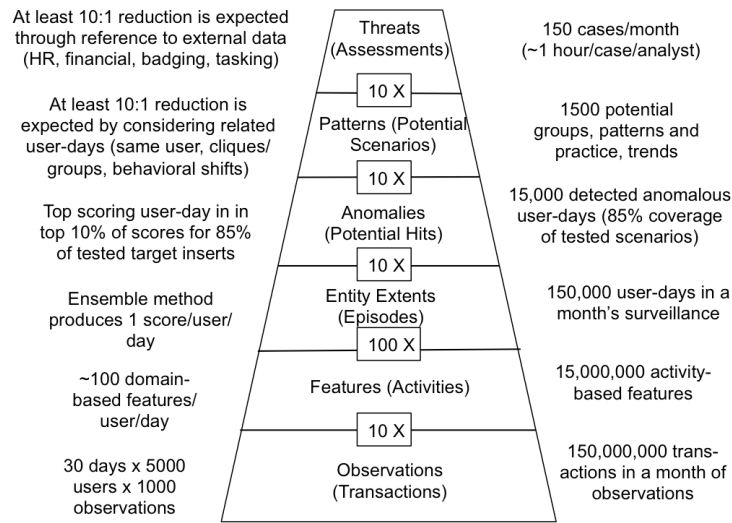 At least 10:1 reduction is expected
through reference to external data
(HR, financial, badging, tasking)
Threats
(Assessments)
150 cases/month
(~1 hour/case/analyst)
10 X
At least 10:1 reduction is
expected by considering related
user-days (same user, cliques/
groups, behavioral shifts)
Patterns (Potential
Scenarios)
1500 potential
groups, patterns and
practice, trends
10 X
Top scoring user-day in in
top 10% of scores for 85%
of tested target inserts
Anomalies
(Potential Hits)
15,000 detected anomalous
user-days (85% coverage
of tested scenarios)
10 X
Ensemble method
produces 1 score/user/
day
Entity Extents
(Episodes)
150,000 user-days in a
month's surveillance
100 X
~100 domain-
based features/
user/day
Features (Activities)
15,000,000 activity-
based features
10 X
30 days x 5000
users x 1000
observations
Observations
(Transactions)
150,000,000 trans-
actions in a month of
observations